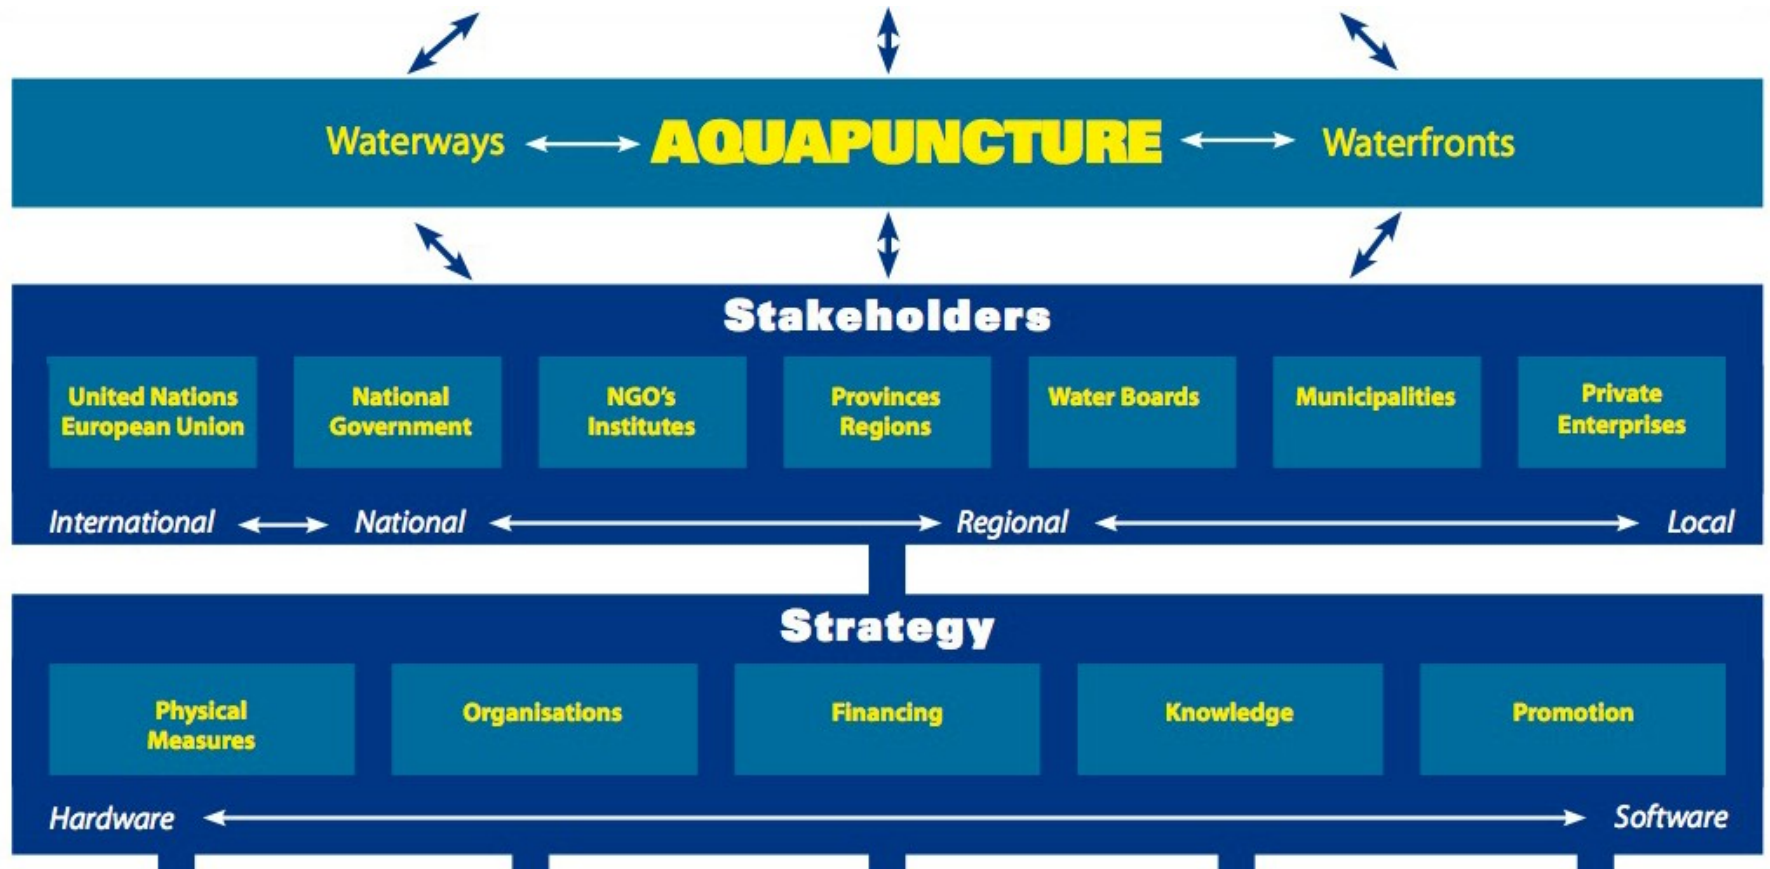 Waterways AQUAPUNCTURE Waterfronts
Stakeholders
United Nations
European Union
National
Government
NGO's
Institutes
Provinces
Regions
Water Boards
Municipalities
Private
Enterprises
International National Regional Local
Strategy
Physical
Measures
Organisations
Financing
Knowledge
Promotion
Hardware Software